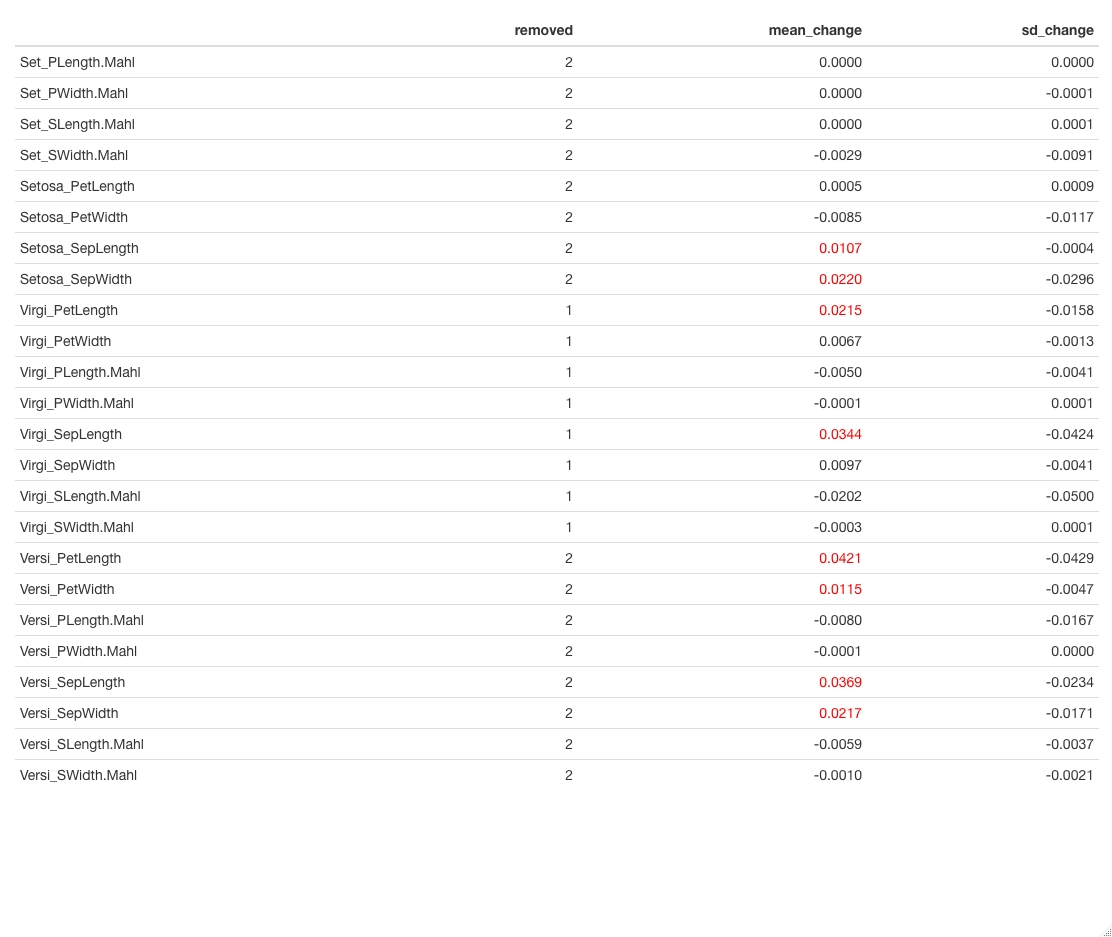 removed mean_change sd_change
Set_PLength.Mahl 2 0.0000 0.0000
Set_PWidth.Mahl 2 0.0000 -0.0001
Set_SLength.Mahl 2 0.0000 0.0001
Set_SWidth.Mahl 2 -0.0029 -0.0091
Setosa_PetLength 2 0.0005 0.0009
Setosa_PetWidth 2 -0.0085 -0.0117
Setosa_SepLength 2 0.0107 -0.0004
Setosa_SepWidth 2 0.0220 -0.0296
Virgi_PetLength 1 0.0215 -0.0158
Virgi_PetWidth 1 0.0067 -0.0013
Virgi_PLength.Mahl 1 -0.0050 -0.0041
Virgi_PWidth.Mahl 1 -0.0001 0.0001
Virgi_SepLength 1 0.0344 -0.0424
Virgi_SepWidth 1 0.0097 -0.0041
Virgi_SLength.Mahl 1 -0.0202 -0.0500
Virgi_SWidth.Mahl 1 -0.0003 0.0001
Versi_PetLength 2 0.0421 -0.0429
Versi_PetWidth 2 0.0115 -0.0047
Versi_PLength.Mahl 2 -0.0080 -0.0167
Versi_PWidth.Mahl 2 -0.0001 0.0000
Versi_SepLength 2 0.0369 -0.0234
Versi_SepWidth 2 0.0217 -0.0171
Versi_SLength.Mahl 2 -0.0059 -0.0037
Versi_SWidth.Mahl 2 -0.0010 -0.0021